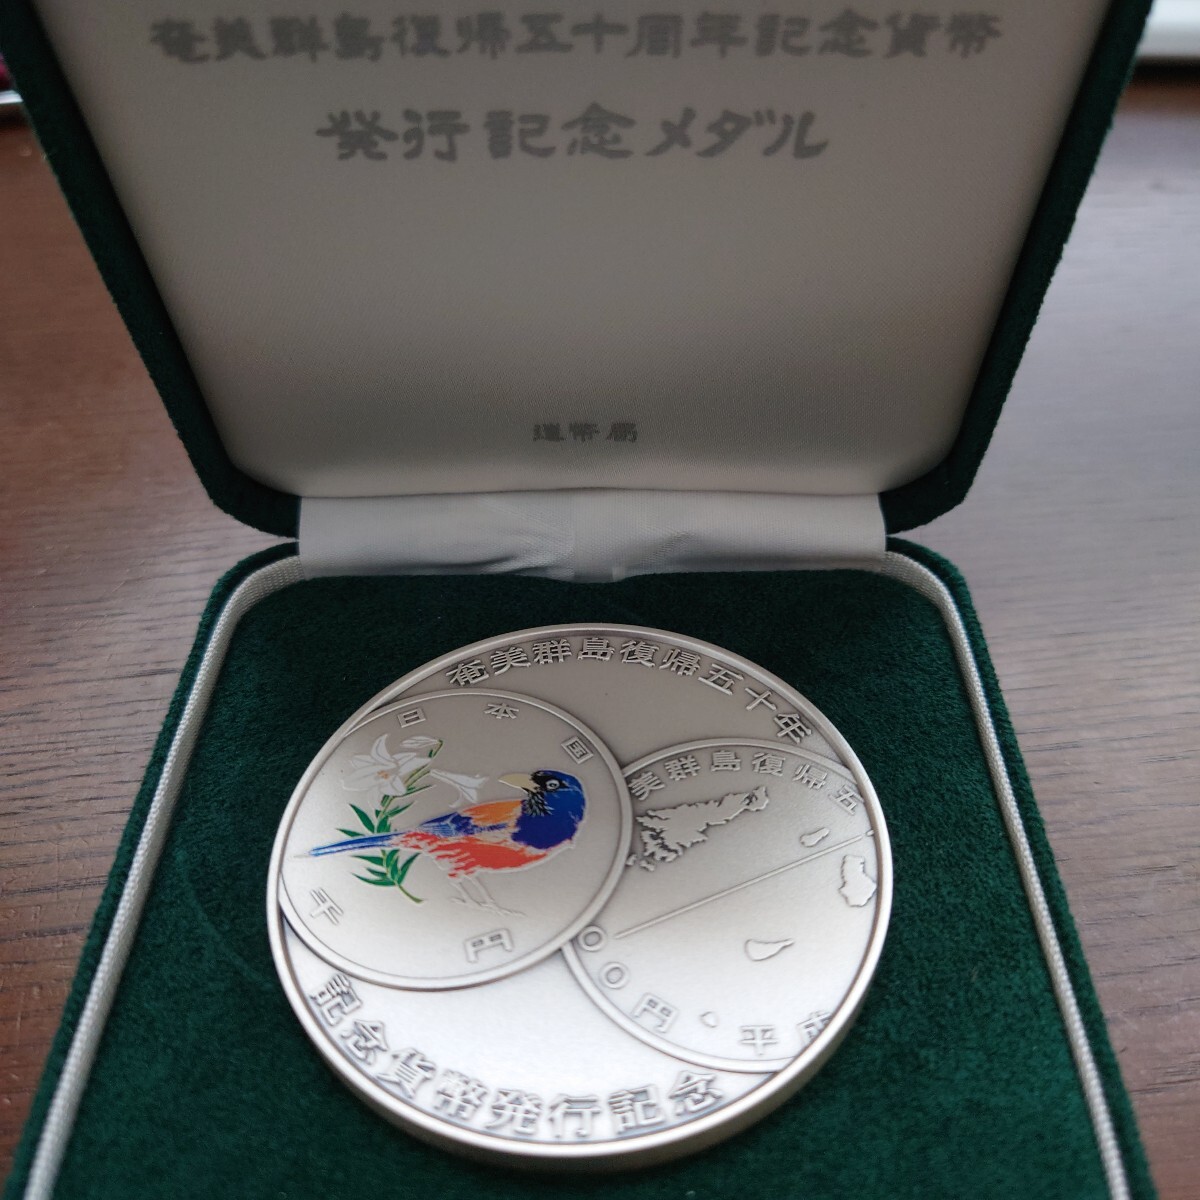 奄美群島復帰五十周年記念貨幣
発行記念メダル
造幣局
奄美群島復帰五十年
日本国
千円
美群島復帰五
００円
平成
記念貨幣発行記念